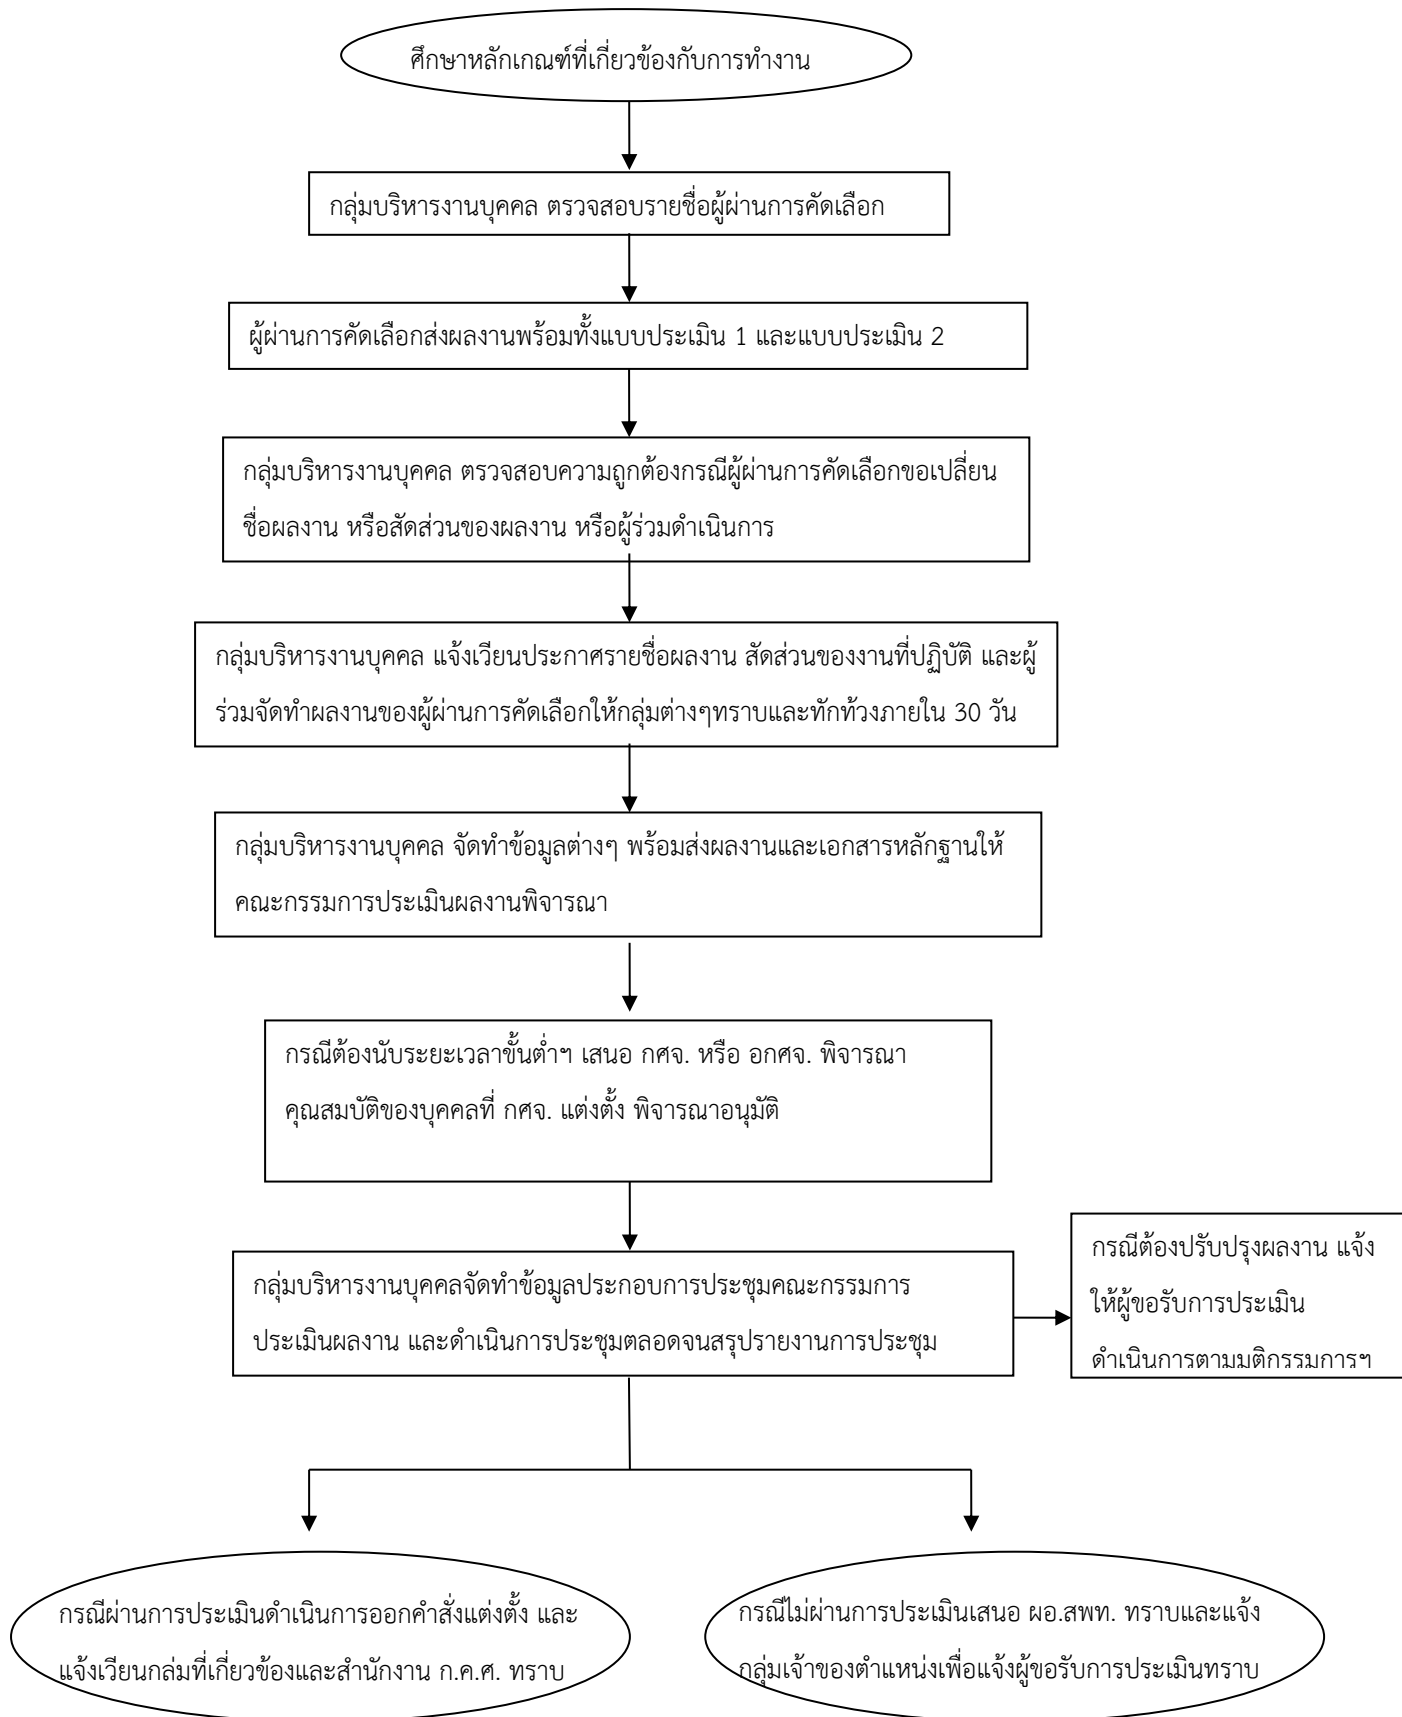 ศึกษาหลักเกณฑ์ที่เกี่ยวข้องกับการทำงาน
กลุ่มบริหารงานบุคคล ตรวจสอบรายชื่อผู้ผ่านการคัดเลือก
ผู้ผ่านการคัดเลือกส่งผลงานพร้อมทั้งแบบประเมิน 1 และแบบประเมิน 2
กลุ่มบริหารงานบุคคล ตรวจสอบความถูกต้องกรณีผู้ผ่านการคัดเลือกขอเปลี่ยน
ชื่อผลงาน หรือสัดส่วนของผลงาน หรือผู้ร่วมดำเนินการ
กลุ่มบริหารงานบุคคล แจ้งเวียนประกาศรายชื่อผลงาน สัดส่วนของงานที่ปฏิบัติ และผู้
ร่วมจัดทำผลงานของผู้ผ่านการคัดเลือกให้กลุ่มต่างๆทราบและทักท้วงภายใน 30 วัน
กลุ่มบริหารงานบุคคล จัดทำข้อมูลต่างๆ พร้อมส่งผลงานและเอกสารหลักฐานให้
คณะกรรมการประเมินผลงานพิจารณา
กรณีต้องนับระยะเวลาขั้นต่ำฯ เสนอ กศจ. หรือ อกศจ. พิจารณา
คุณสมบัติของบุคคลที่ กศจ. แต่งตั้ง พิจารณาอนุมัติ
กลุ่มบริหารงานบุคคลจัดทำข้อมูลประกอบการประชุมคณะกรรมการ
ประเมินผลงาน และดำเนินการประชุมตลอดจนสรุปรายงานการประชุม
กรณีต้องปรับปรุงผลงาน แจ้ง
ให้ผู้ขอรับการประเมิน
ดำเนินการตามมติกรรมการฯ
กรณีผ่านการประเมินดำเนินการออกคำสั่งแต่งตั้ง และ
แจ้งเวียนกลุ่มที่เกี่ยวข้องและสำนักงาน ก.ค.ศ. ทราบ
กรณีไม่ผ่านการประเมินเสนอ ผอ.สพท. ทราบและแจ้ง
กลุ่มเจ้าของตำแหน่งเพื่อแจ้งผู้ขอรับการประเมินทราบ